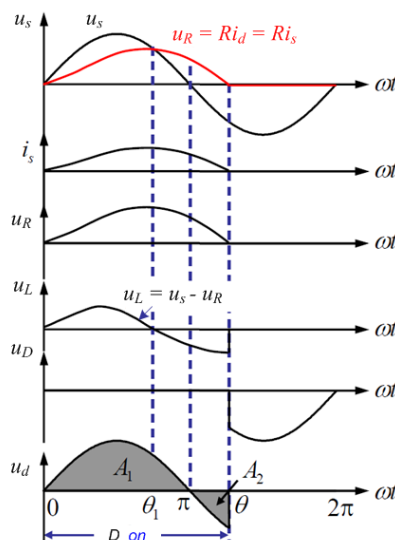 u_s u_s u_R = Ri_d = Ri_s
ωt
i_s
ωt
u_R
ωt
u_L u_L = u_s - u_R
ωt
u_D
ωt
u_d A_1 A_2
ωt
0 θ_1 π θ 2π
D on